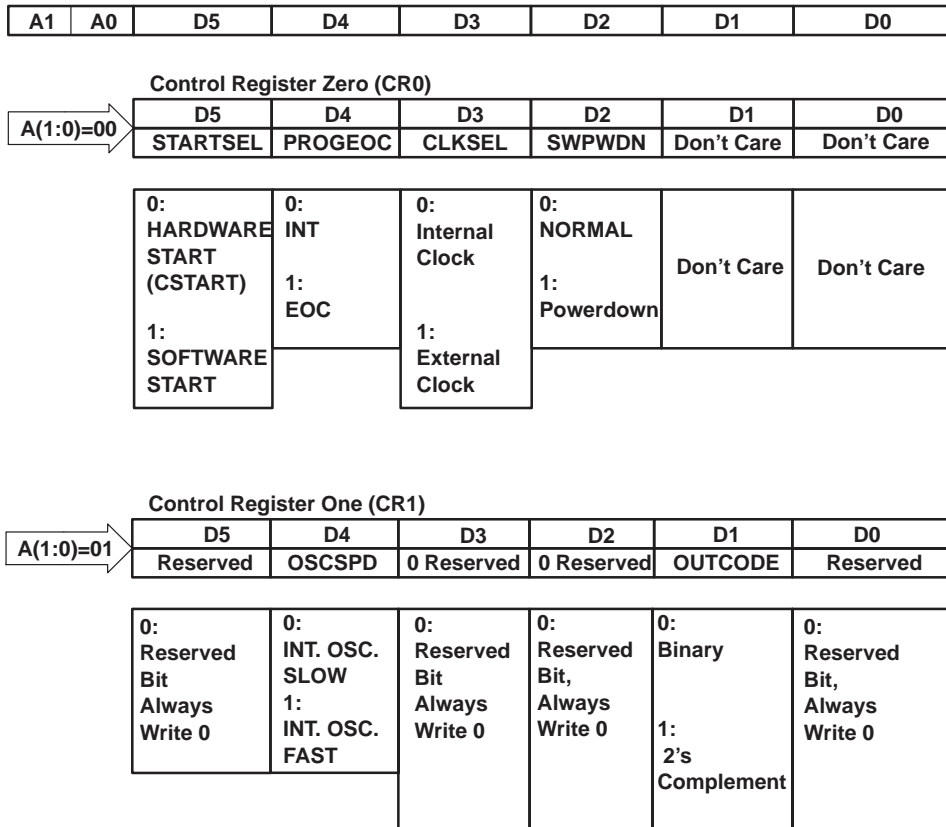 A1 A0 D5 D4 D3 D2 D1 D0
Control Register Zero (CR0)
A(1:0)=00
D5 D4 D3 D2 D1 D0
STARTSEL PROGEOC CLKSEL SWPWDN Don't Care Don't Care
0:
HARDWARE
START
(CSTART)
1:
SOFTWARE
START
0:
INT
1:
EOC
0:
Internal
Clock
1:
External
Clock
0:
NORMAL
1:
Powerdown
Don't Care
Don't Care
Control Register One (CR1)
A(1:0)=01
D5 D4 D3 D2 D1 D0
Reserved OSCSPD 0 Reserved 0 Reserved OUTCODE Reserved
0:
Reserved
Bit
Always
Write 0
0:
INT. OSC.
SLOW
1:
INT. OSC.
FAST
0:
Reserved
Bit
Always
Write 0
0:
Reserved
Bit,
Always
Write 0
0:
Binary
1:
2's
Complement
0:
Reserved
Bit,
Always
Write 0